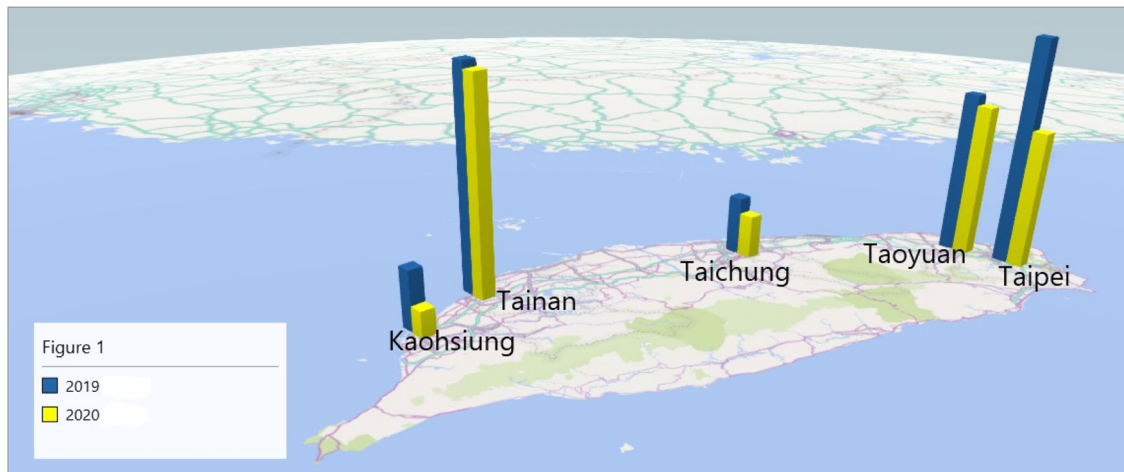 Taoyuan
Taichung
Taipei
Tainan
Kaohsiung
Figure 1
2019
2020